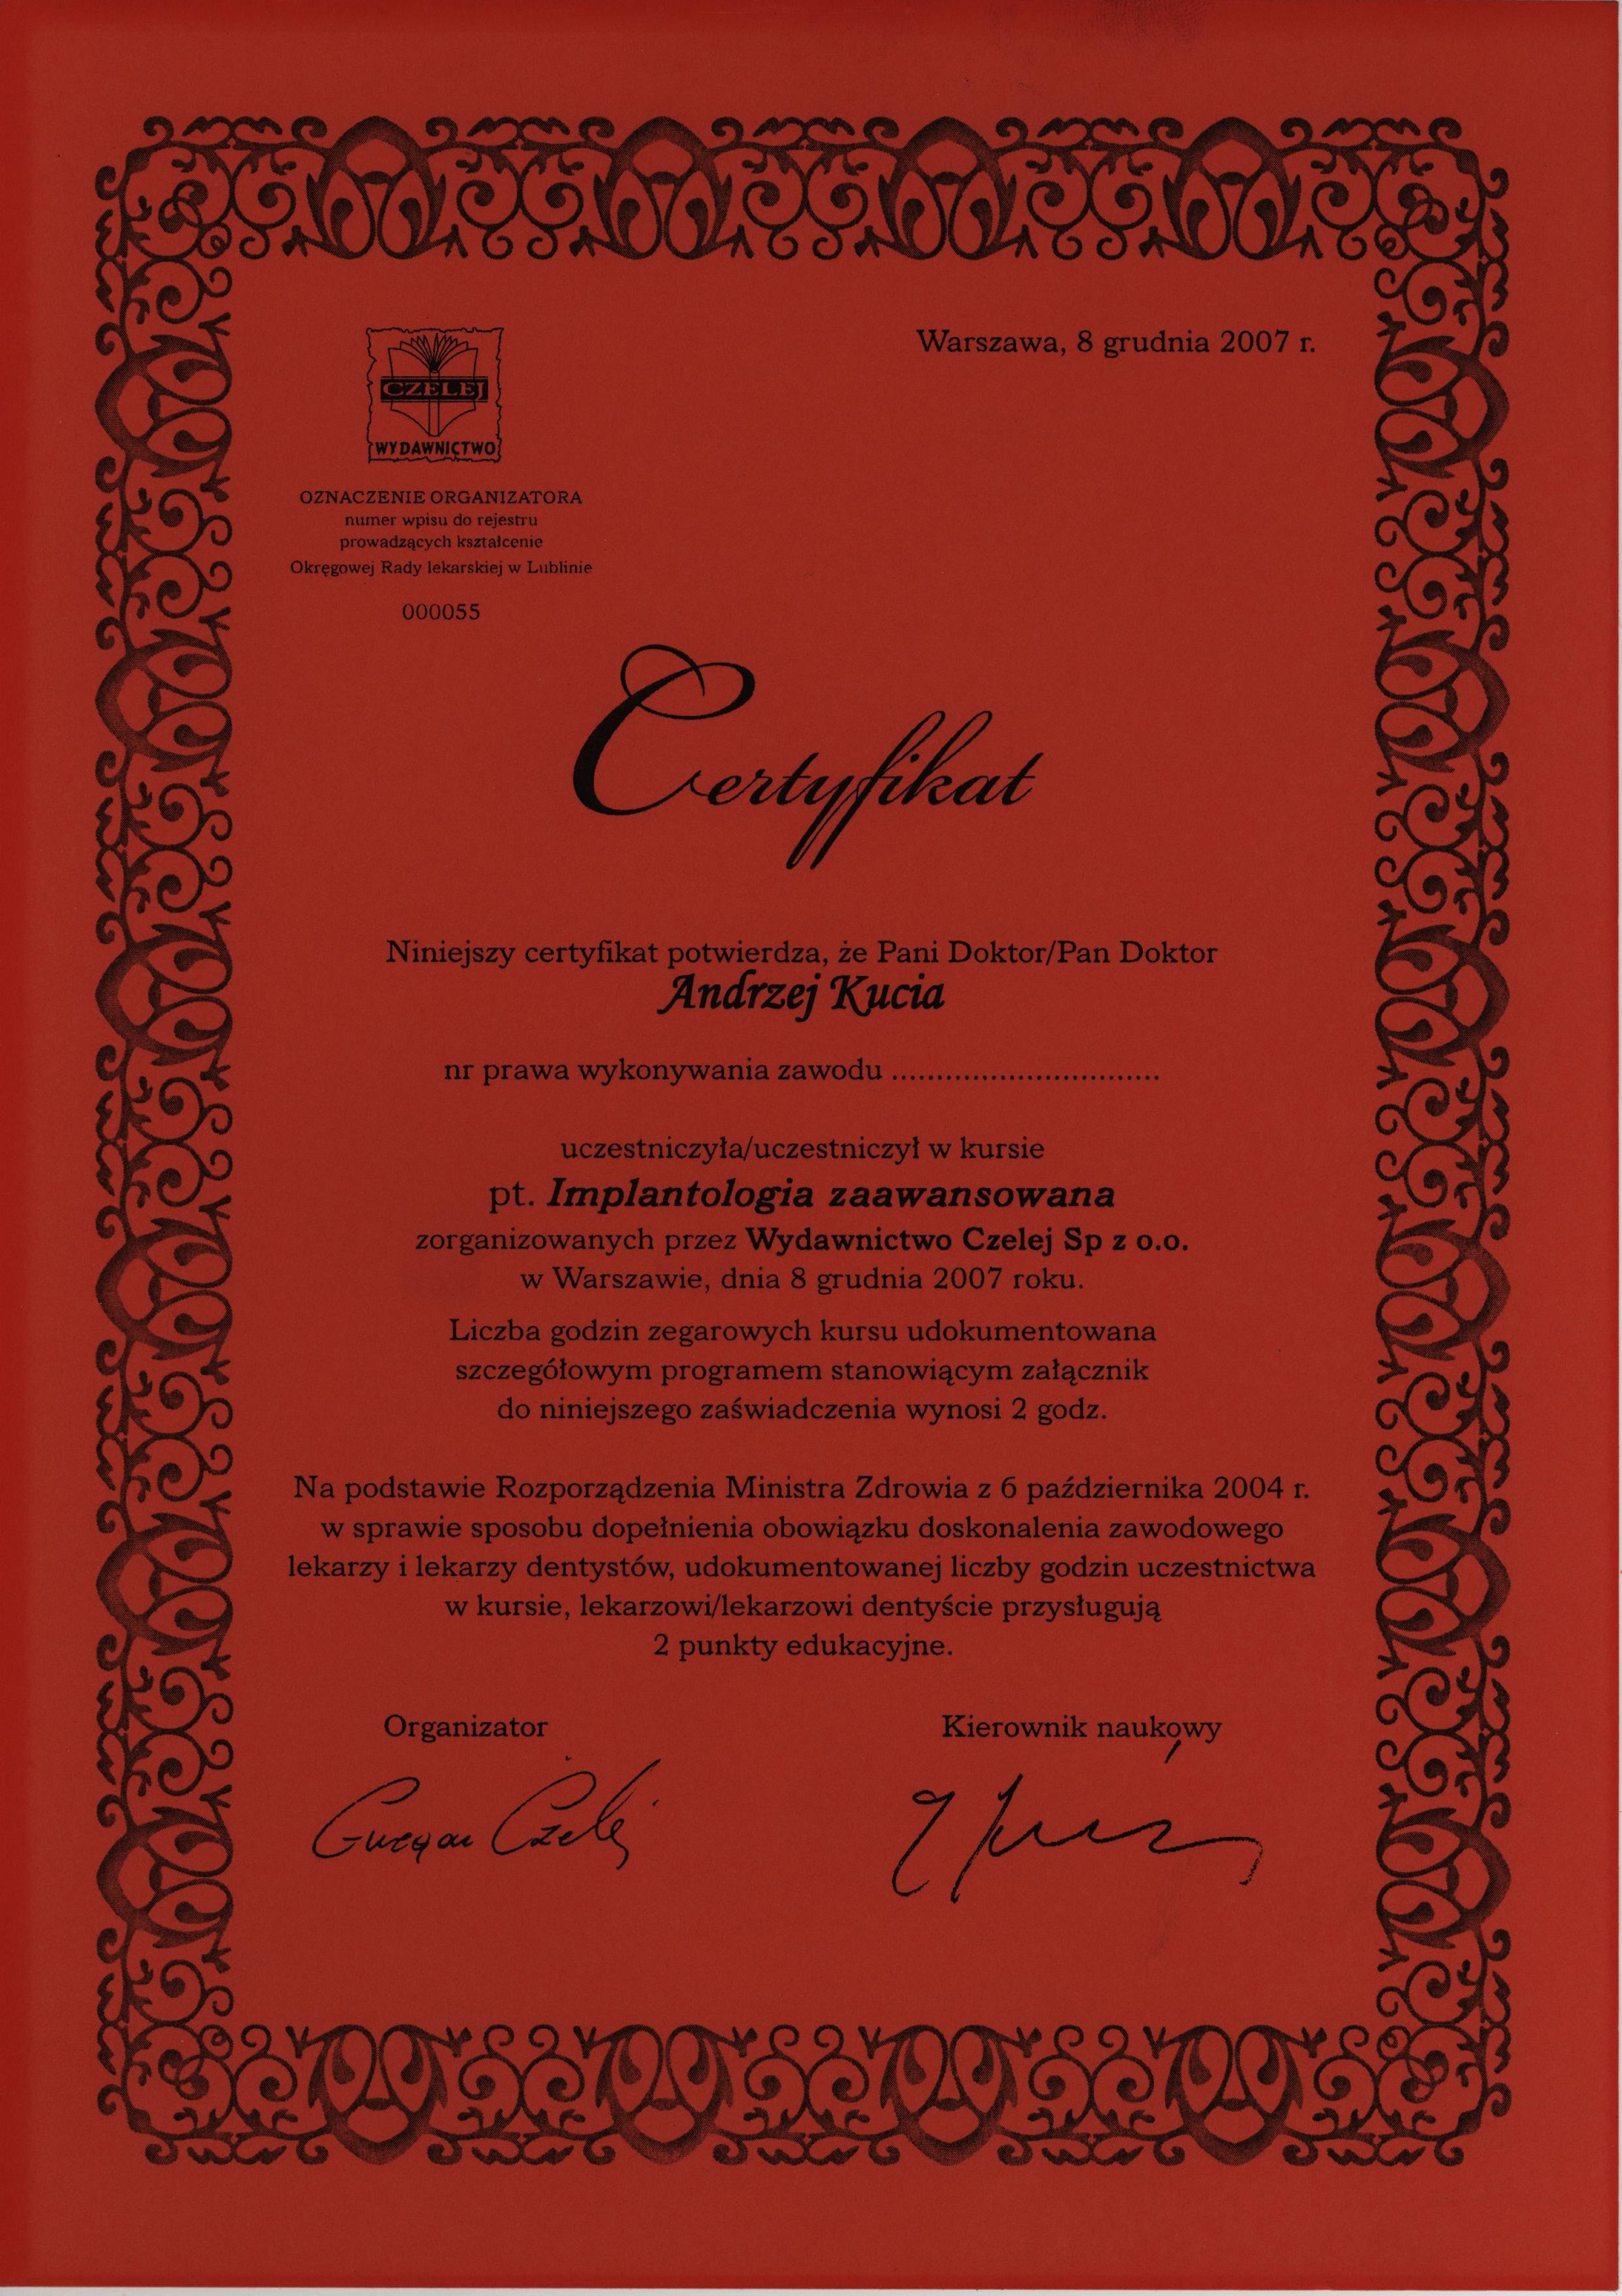 Warszawa, 8 grudnia 2007 r.
CZELEJ
WYDAWNICTWO
OZNACZENIE ORGANIZATORA
numer wpisu do rejestru
prowadzących kształcenie
Okręgowej Rady lekarskiej w Lublinie
000055
Certyfikat
Niniejszy certyfikat potwierdza, że Pani Doktor/Pan Doktor
Andrzej Kucia
nr prawa wykonywania zawodu ..............................
uczestniczyła/uczestniczył w kursie
pt. Implantologia zaawansowana
zorganizowanych przez Wydawnictwo Czelej Sp z o.o.
w Warszawie, dnia 8 grudnia 2007 roku.
Liczba godzin zegarowych kursu udokumentowana
szczegółowym programem stanowiącym załącznik
do niniejszego zaświadczenia wynosi 2 godz.
Na podstawie Rozporządzenia Ministra Zdrowia z 6 października 2004 r.
w sprawie sposobu dopełnienia obowiązku doskonalenia zawodowego
lekarzy i lekarzy dentystów, udokumentowanej liczby godzin uczestnictwa
w kursie, lekarzowi/lekarzowi dentyście przysługują
2 punkty edukacyjne.
Organizator
Kierownik naukowy